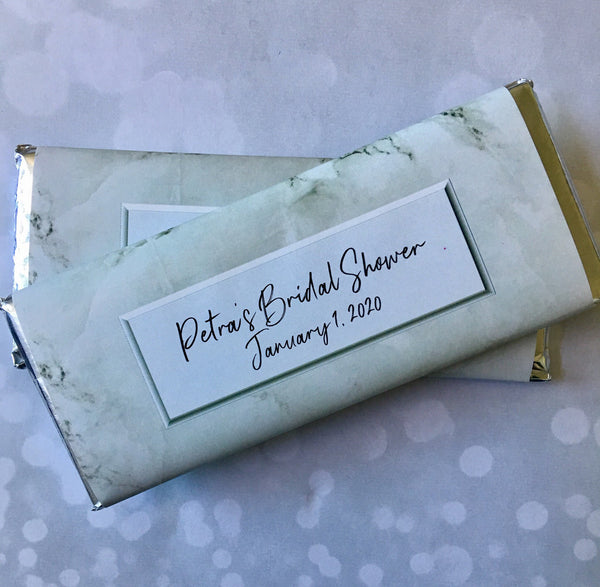 Petra's Bridal Shower
January 1, 2020